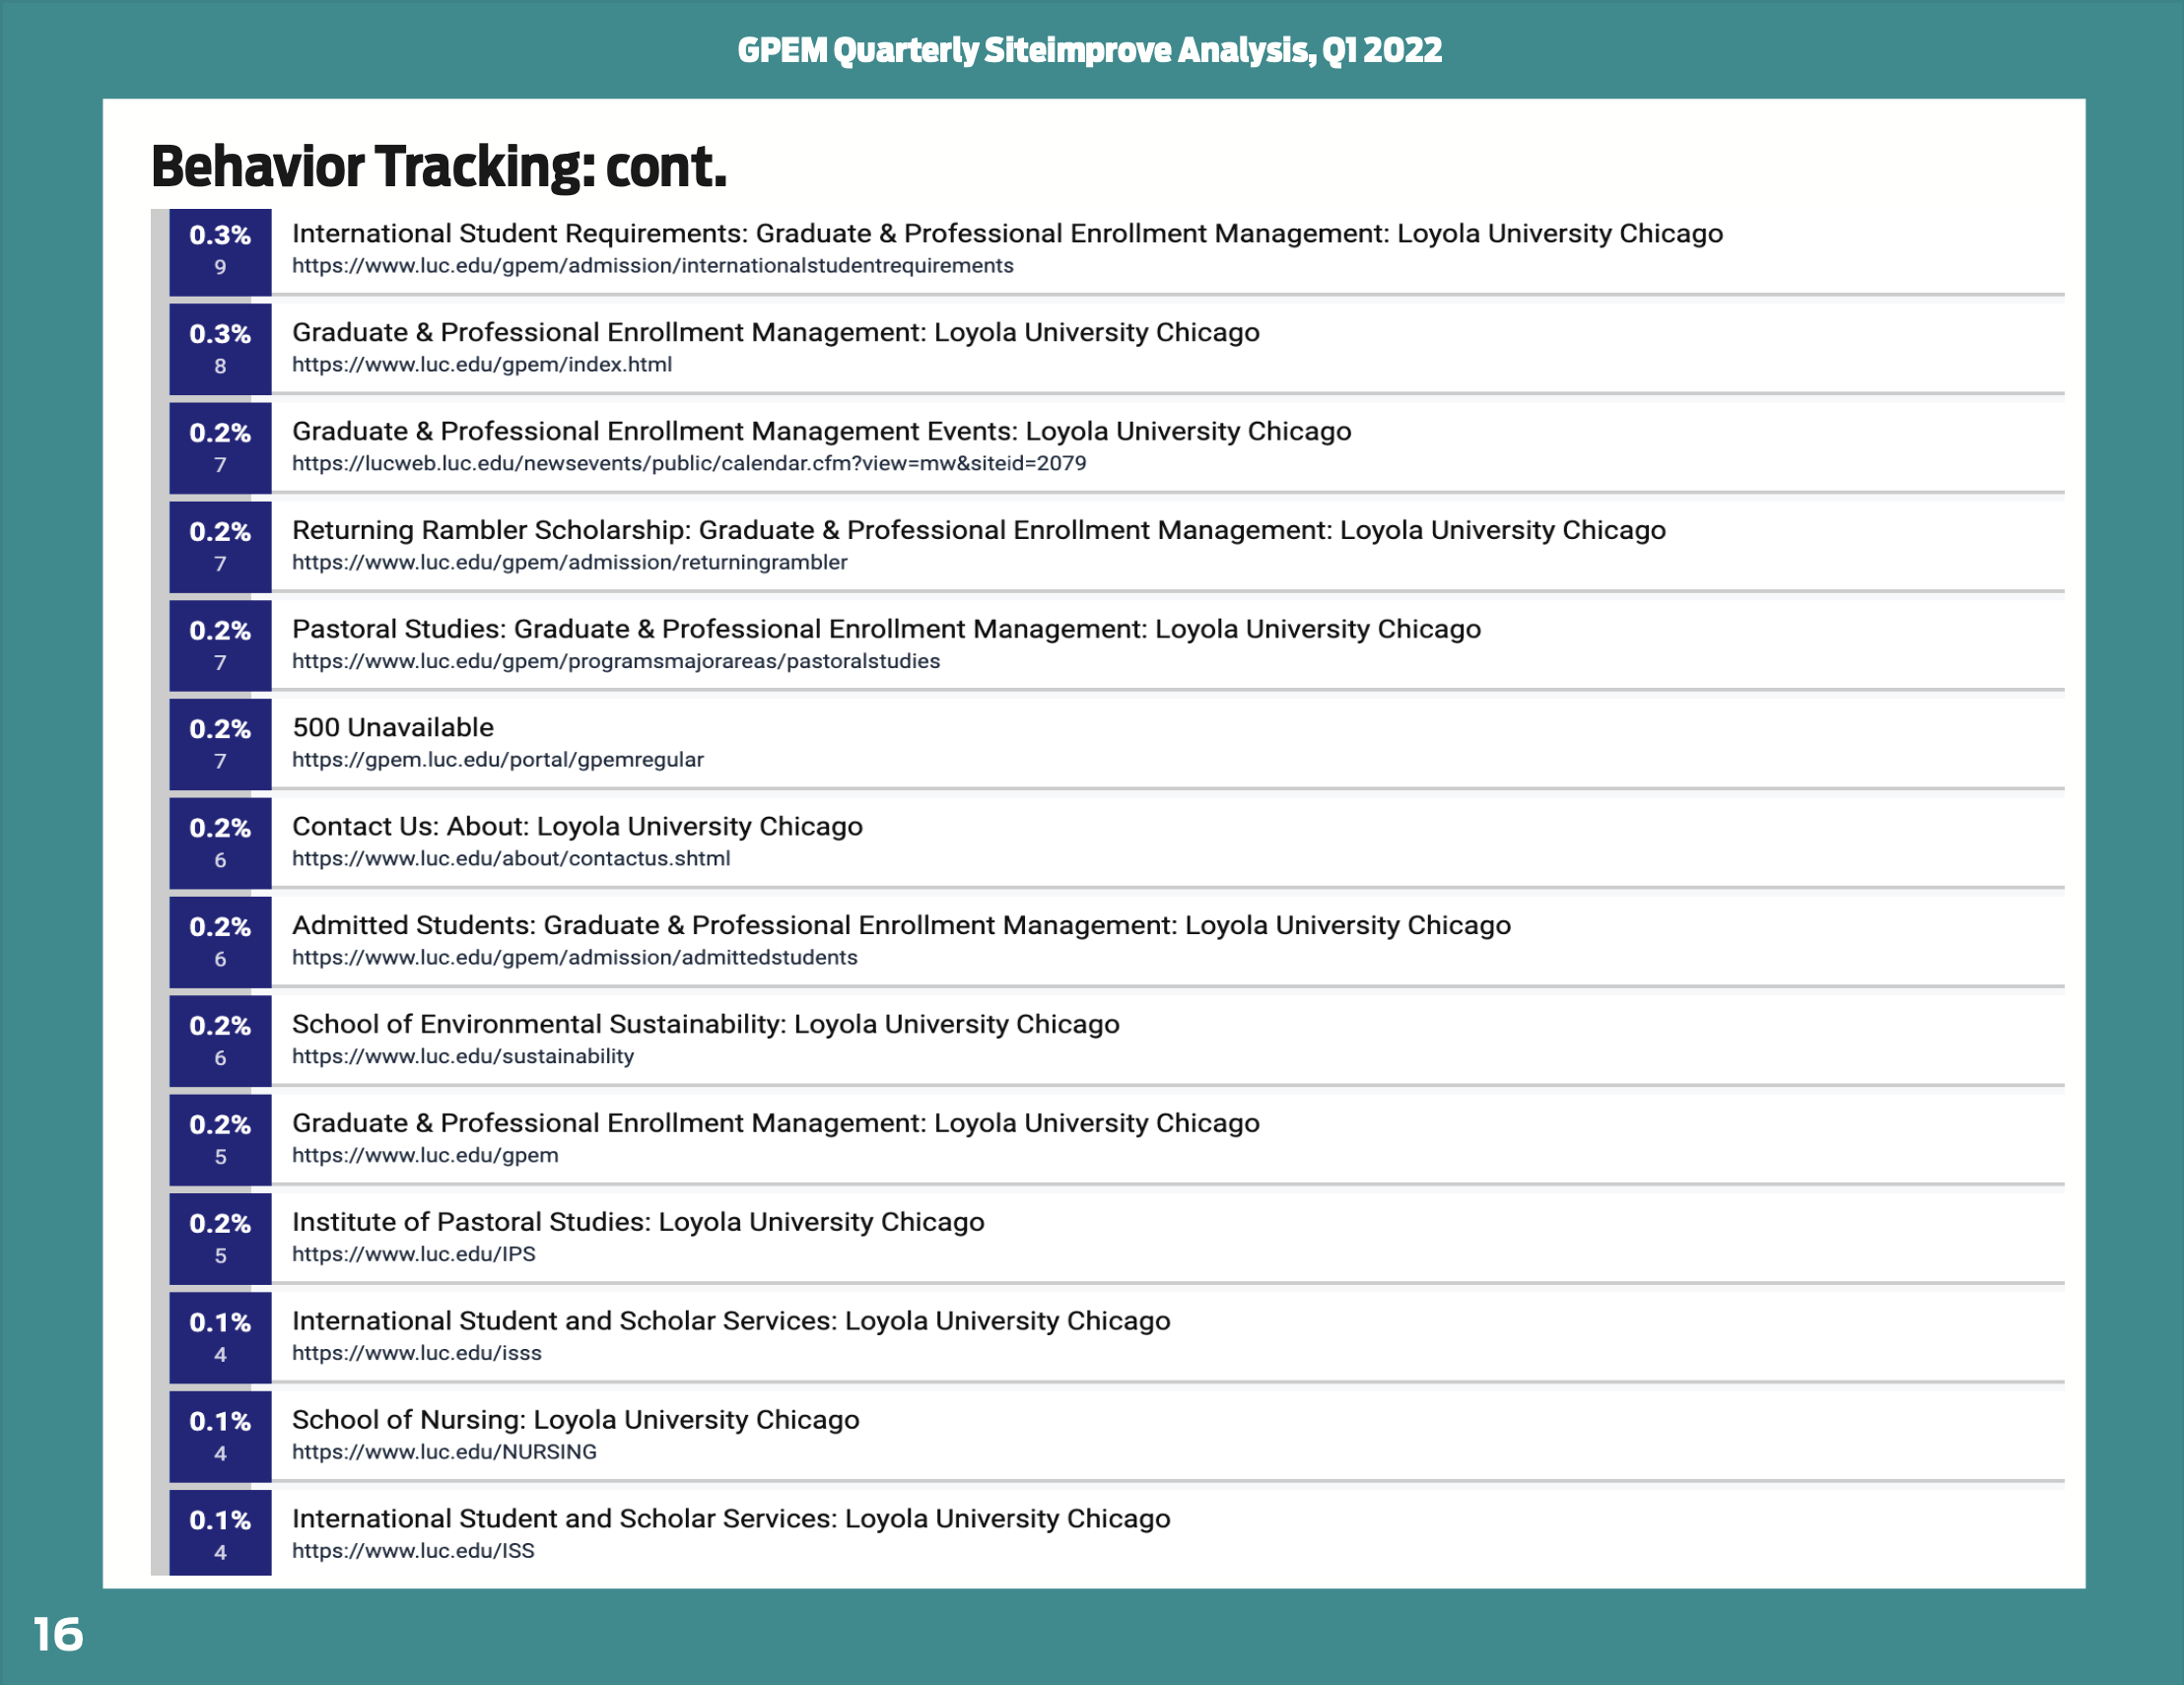 GPEM Quarterly Siteimprove Analysis, Q1 2022
Behavior Tracking: cont.
0.3%
9
International Student Requirements: Graduate & Professional Enrollment Management: Loyola University Chicago
https://www.luc.edu/gpem/admission/internationalstudentrequirements
0.3%
8
Graduate & Professional Enrollment Management: Loyola University Chicago
https://www.luc.edu/gpem/index.html
0.2%
7
Graduate & Professional Enrollment Management Events: Loyola University Chicago
https://lucweb.luc.edu/newsevents/public/calendar.cfm?view=mw&siteid=2079
0.2%
7
Returning Rambler Scholarship: Graduate & Professional Enrollment Management: Loyola University Chicago
https://www.luc.edu/gpem/admission/returningrambler
0.2%
7
Pastoral Studies: Graduate & Professional Enrollment Management: Loyola University Chicago
https://www.luc.edu/gpem/programsmajorareas/pastoralstudies
0.2%
7
500 Unavailable
https://gpem.luc.edu/portal/gpemregular
0.2%
6
Contact Us: About: Loyola University Chicago
https://www.luc.edu/about/contactus.shtml
0.2%
6
Admitted Students: Graduate & Professional Enrollment Management: Loyola University Chicago
https://www.luc.edu/gpem/admission/admittedstudents
0.2%
6
School of Environmental Sustainability: Loyola University Chicago
https://www.luc.edu/sustainability
0.2%
5
Graduate & Professional Enrollment Management: Loyola University Chicago
https://www.luc.edu/gpem
0.2%
5
Institute of Pastoral Studies: Loyola University Chicago
https://www.luc.edu/IPS
0.1%
4
International Student and Scholar Services: Loyola University Chicago
https://www.luc.edu/isss
0.1%
4
School of Nursing: Loyola University Chicago
https://www.luc.edu/NURSING
0.1%
4
International Student and Scholar Services: Loyola University Chicago
https://www.luc.edu/ISS
16